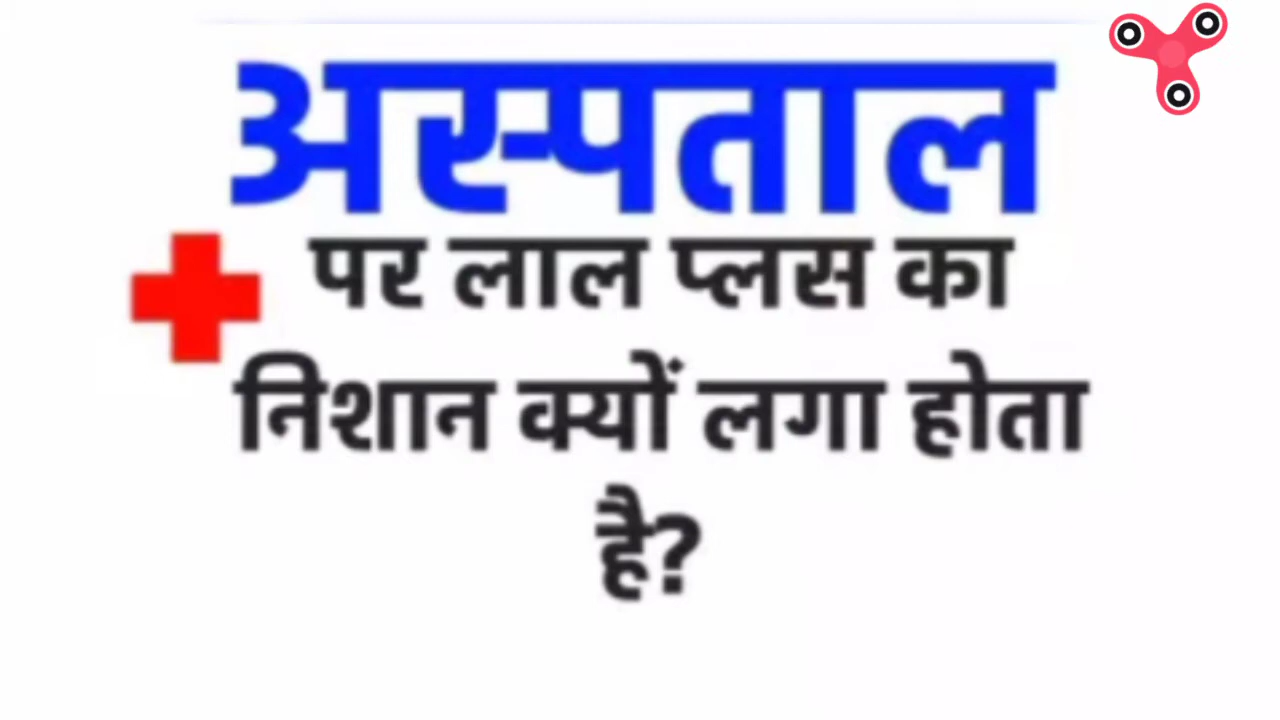 अस्पताल
पर लाल प्लस का
निशान क्यों लगा होता
है?